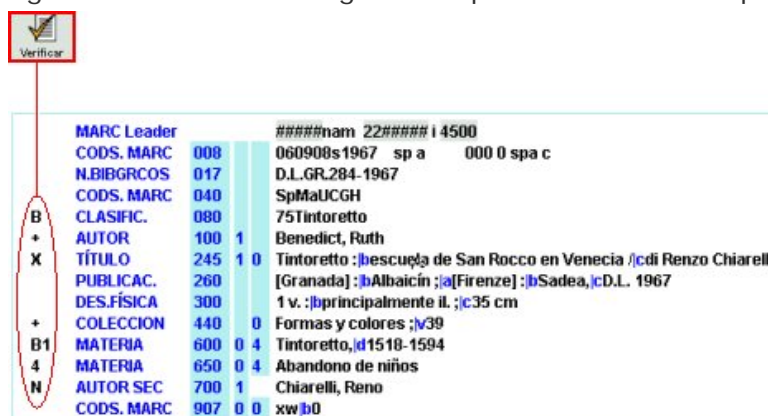 Verificar
MARC Leader #####nam 22##### i 4500
CODS. MARC 008 060908s1967 sp a 000 0 spa c
N.BIBGRCOS 017 D.L.GR.284-1967
CODS. MARC 040 SpMaUCGH
B CLASIFIC. 080 75Tintoretto
+ AUTOR 100 1 Benedict, Ruth
X TÍTULO 245 1 0 Tintoretto :|bescuela de San Rocco en Venecia /|cdi Renzo Chiarell
PUBLICAC. 260 [Granada] :|bAlbaicín ;|a[Firenze] :|bSadea,|cD.L. 1967
DES.FÍSICA 300 1 v. :|bprincipalmente il. ;|c35 cm
+ COLECCION 440 0 Formas y colores ;|v39
B1 MATERIA 600 0 4 Tintoretto,|d1518-1594
4 MATERIA 650 0 4 Abandono de niños
N AUTOR SEC 700 1 Chiarelli, Reno
CODS. MARC 907 0 0 xw|b0